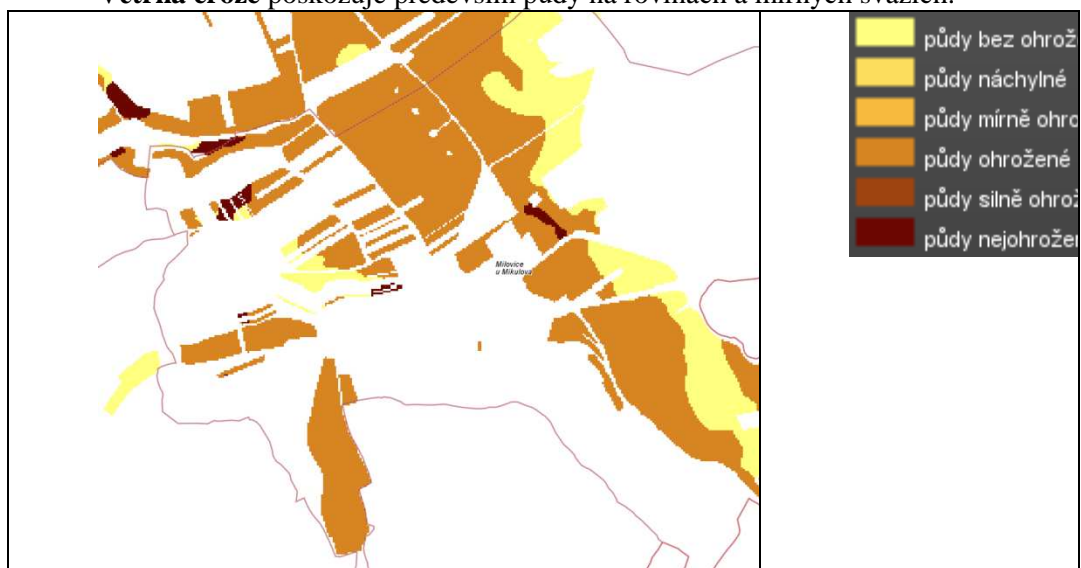 Větrná eroze poškozuje především půdy na rovinách a mírných svazích.
Milovice
u Mikulova
půdy bez ohrož
půdy náchylné
půdy mírně ohro
půdy ohrožené
půdy silně ohrož
půdy nejohrožen